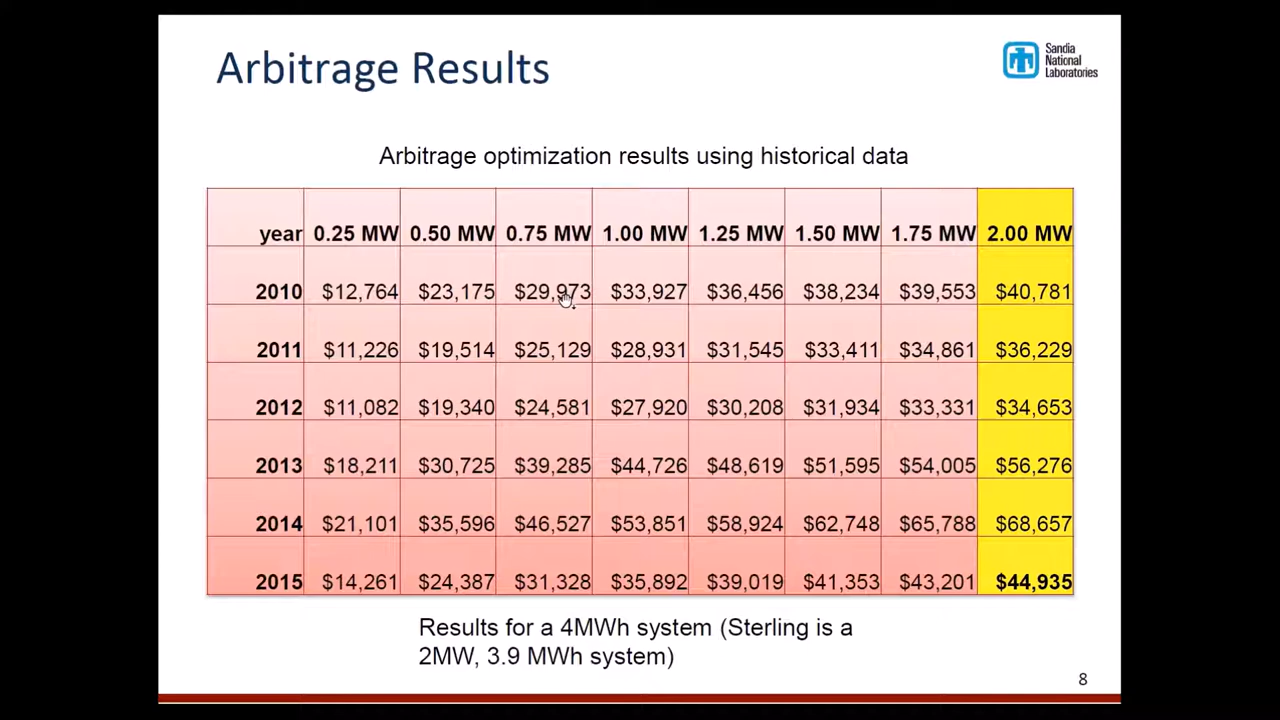 Arbitrage Results
Sandia
National
Laboratories
Arbitrage optimization results using historical data
year 0.25 MW 0.50 MW 0.75 MW 1.00 MW 1.25 MW 1.50 MW 1.75 MW 2.00 MW
2010 $12,764 $23,175 $29,973 $33,927 $36,456 $38,234 $39,553 $40,781
2011 $11,226 $19,514 $25,129 $28,931 $31,545 $33,411 $34,861 $36,229
2012 $11,082 $19,340 $24,581 $27,920 $30,208 $31,934 $33,331 $34,653
2013 $18,211 $30,725 $39,285 $44,726 $48,619 $51,595 $54,005 $56,276
2014 $21,101 $35,596 $46,527 $53,851 $58,924 $62,748 $65,788 $68,657
2015 $14,261 $24,387 $31,328 $35,892 $39,019 $41,353 $43,201 $44,935
Results for a 4MWh system (Sterling is a
2MW, 3.9 MWh system)
8